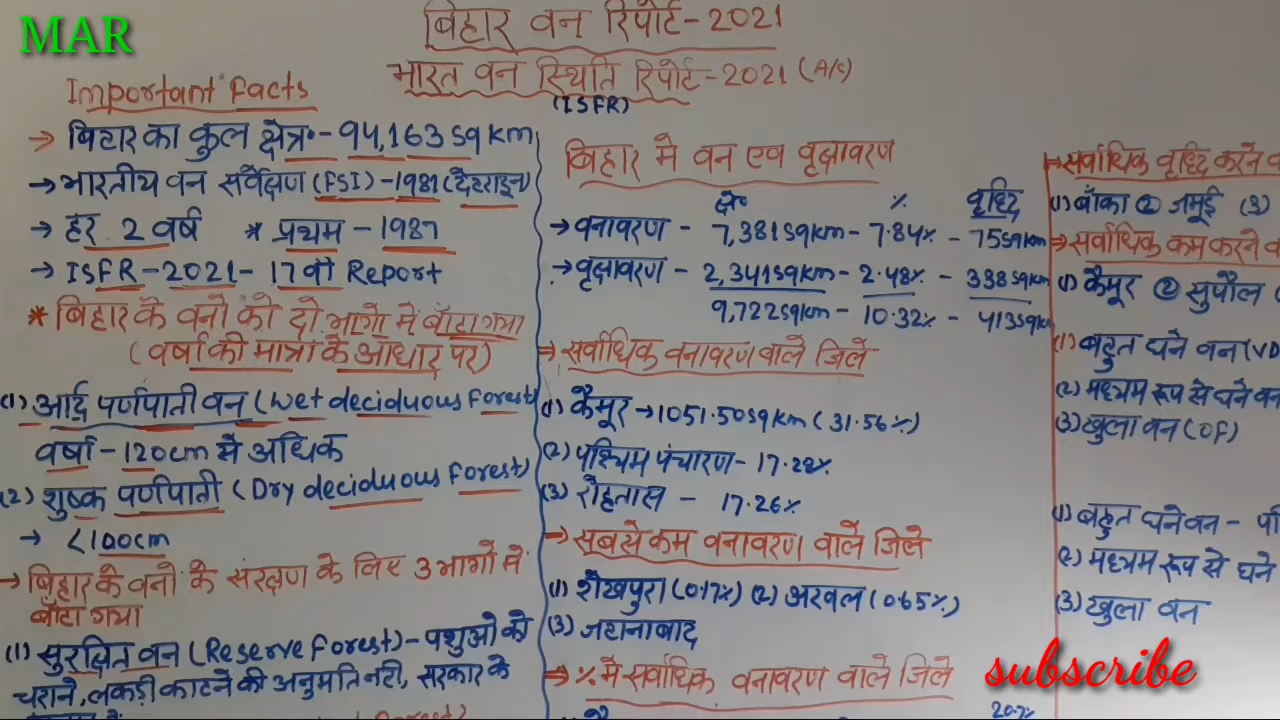 MAR
बिहार वन रिपोर्ट-2021
भारत वन स्थिति रिपोर्ट-2021 (A/s)
(ISFR)
Important Facts
→ बिहार का कुल क्षेत्र०-94,163 sq km
→ भारतीय वन सर्वेक्षण (FSI)-1981 (देहरादून)
→ हर 2 वर्ष * प्रथम - 1987
→ ISFR-2021-17वी Report
* बिहार के वनो को दो भागो मे बाँटा गया
(वर्षा की मात्रा के आधार पर)
(1) आर्द्र पर्णपाती वन (Wet deciduous Forest)
वर्षा-120cm से अधिक
(2) शुष्क पर्णपाती (Dry deciduous Forest)
→ <100cm
→ बिहार के वनो के संरक्षण के लिए 3 भागो मे
बाँटा गया
(1) सुरक्षित वन (Reserve Forest)-पशुओ को
चराने, लकड़ी काटने की अनुमति नही, सरकार के
बिहार मे वन एव वृक्षावरण
क्षे० % वृद्धि
→ वनावरण - 7,381 sq km - 7.84% - 75 sq km
→ वृक्षावरण - 2,341 sq km - 2.48% - 338 sq km
9,722 sq km - 10.32% - 413 sq k
→ सर्वाधिक वनावरण वाले जिले
(1) कैमूर → 1051.50 sq km (31.56%)
(2) पश्चिम पंचारण - 17.28%
(3) रोहतास - 17.26%
→ सबसे कम वनावरण वाले जिले
(1) शेखपुरा (0.17%) (2) अरवल (0.65%)
(3) जहानाबाद
→ % मे सर्वाधिक वनावरण वाले जिले
20.7%
→ सर्वाधिक वृद्धि करने व
(1) बाँका (2) जमुई (3)
→ सर्वाधिक कम करने व
(1) कैमूर (2) सुपौल (
(1) बहुत घने वन (VD
(2) मध्यम रूप से घने वन
(3) खुला वन (OF)
(1) बहुत घने वन - प
(2) मध्यम रूप से घने
(3) खुला वन
subscribe